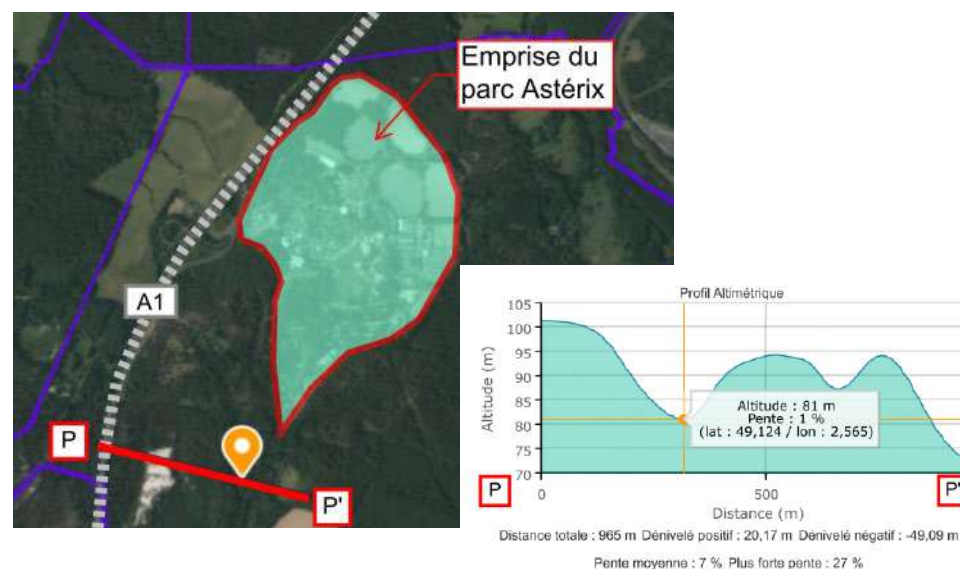 Emprise du
parc Astérix
A1
P
P'
Profil Altimétrique
105
100
95
90
85
80
75
70
Altitude (m)
Altitude : 81 m
Pente : 1 %
(lat : 49,124 / lon : 2,565)
P
0
500
P'
Distance (m)
Distance totale : 965 m Dénivelé positif : 20,17 m Dénivelé négatif : -49,09 m
Pente moyenne : 7 % Plus forte pente : 27 %